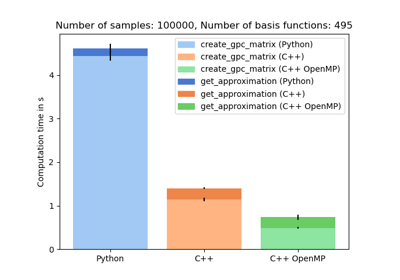 Number of samples: 100000, Number of basis functions: 495
create_gpc_matrix (Python)
create_gpc_matrix (C++)
create_gpc_matrix (C++ OpenMP)
get_approximation (Python)
get_approximation (C++)
get_approximation (C++ OpenMP)
Computation time in s
4
3
2
1
0
Python
C++
C++ OpenMP